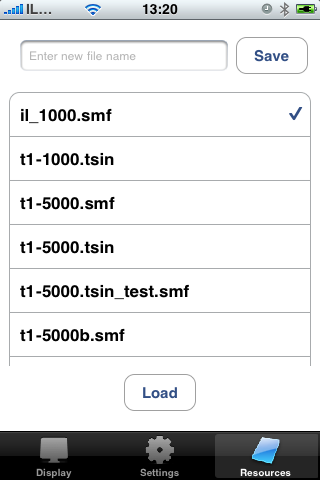 IL...
13:20
Enter new file name
Save
il_1000.smf
t1-1000.tsin
t1-5000.smf
t1-5000.tsin
t1-5000.tsin_test.smf
t1-5000b.smf
Load
Display
Settings
Resources